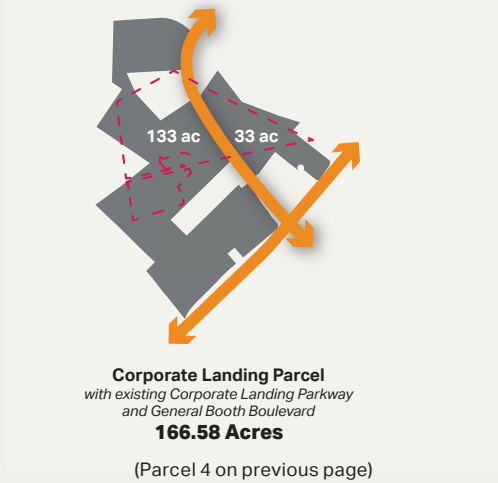 133 ac 33 ac
Corporate Landing Parcel
with existing Corporate Landing Parkway
and General Booth Boulevard
166.58 Acres
(Parcel 4 on previous page)